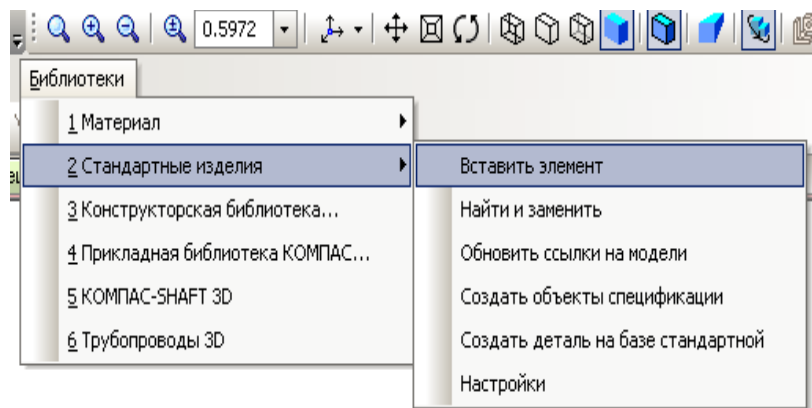 0.5972
Библиотеки
1 Материал
2 Стандартные изделия
Вставить элемент
3 Конструкторская библиотека...
Найти и заменить
4 Прикладная библиотека КОМПАС...
Обновить ссылки на модели
5 КОМПАС-SHAFT 3D
Создать объекты спецификации
6 Трубопроводы 3D
Создать деталь на базе стандартной
Настройки